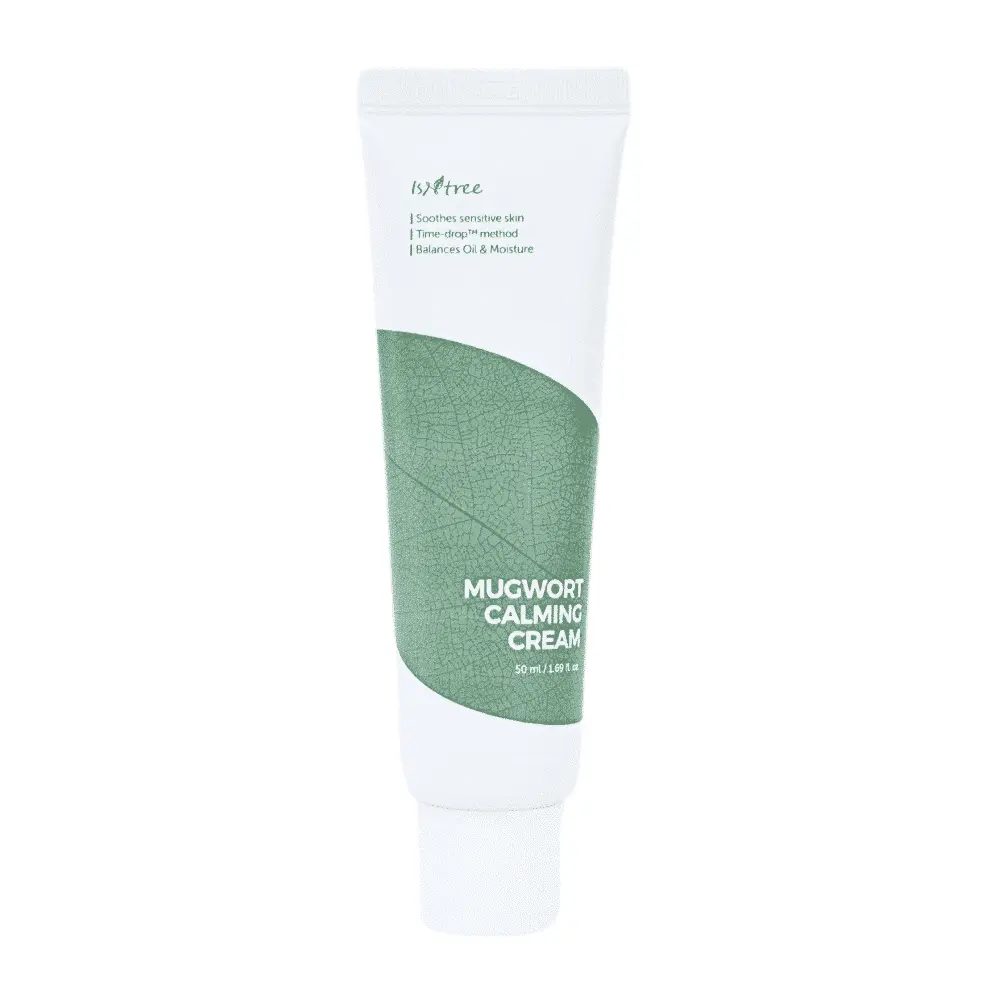 Isntree
Soothes sensitive skin
Time-drop™ method
Balances Oil & Moisture
MUGWORT
CALMING
CREAM
50 ml / 1.69 fl oz